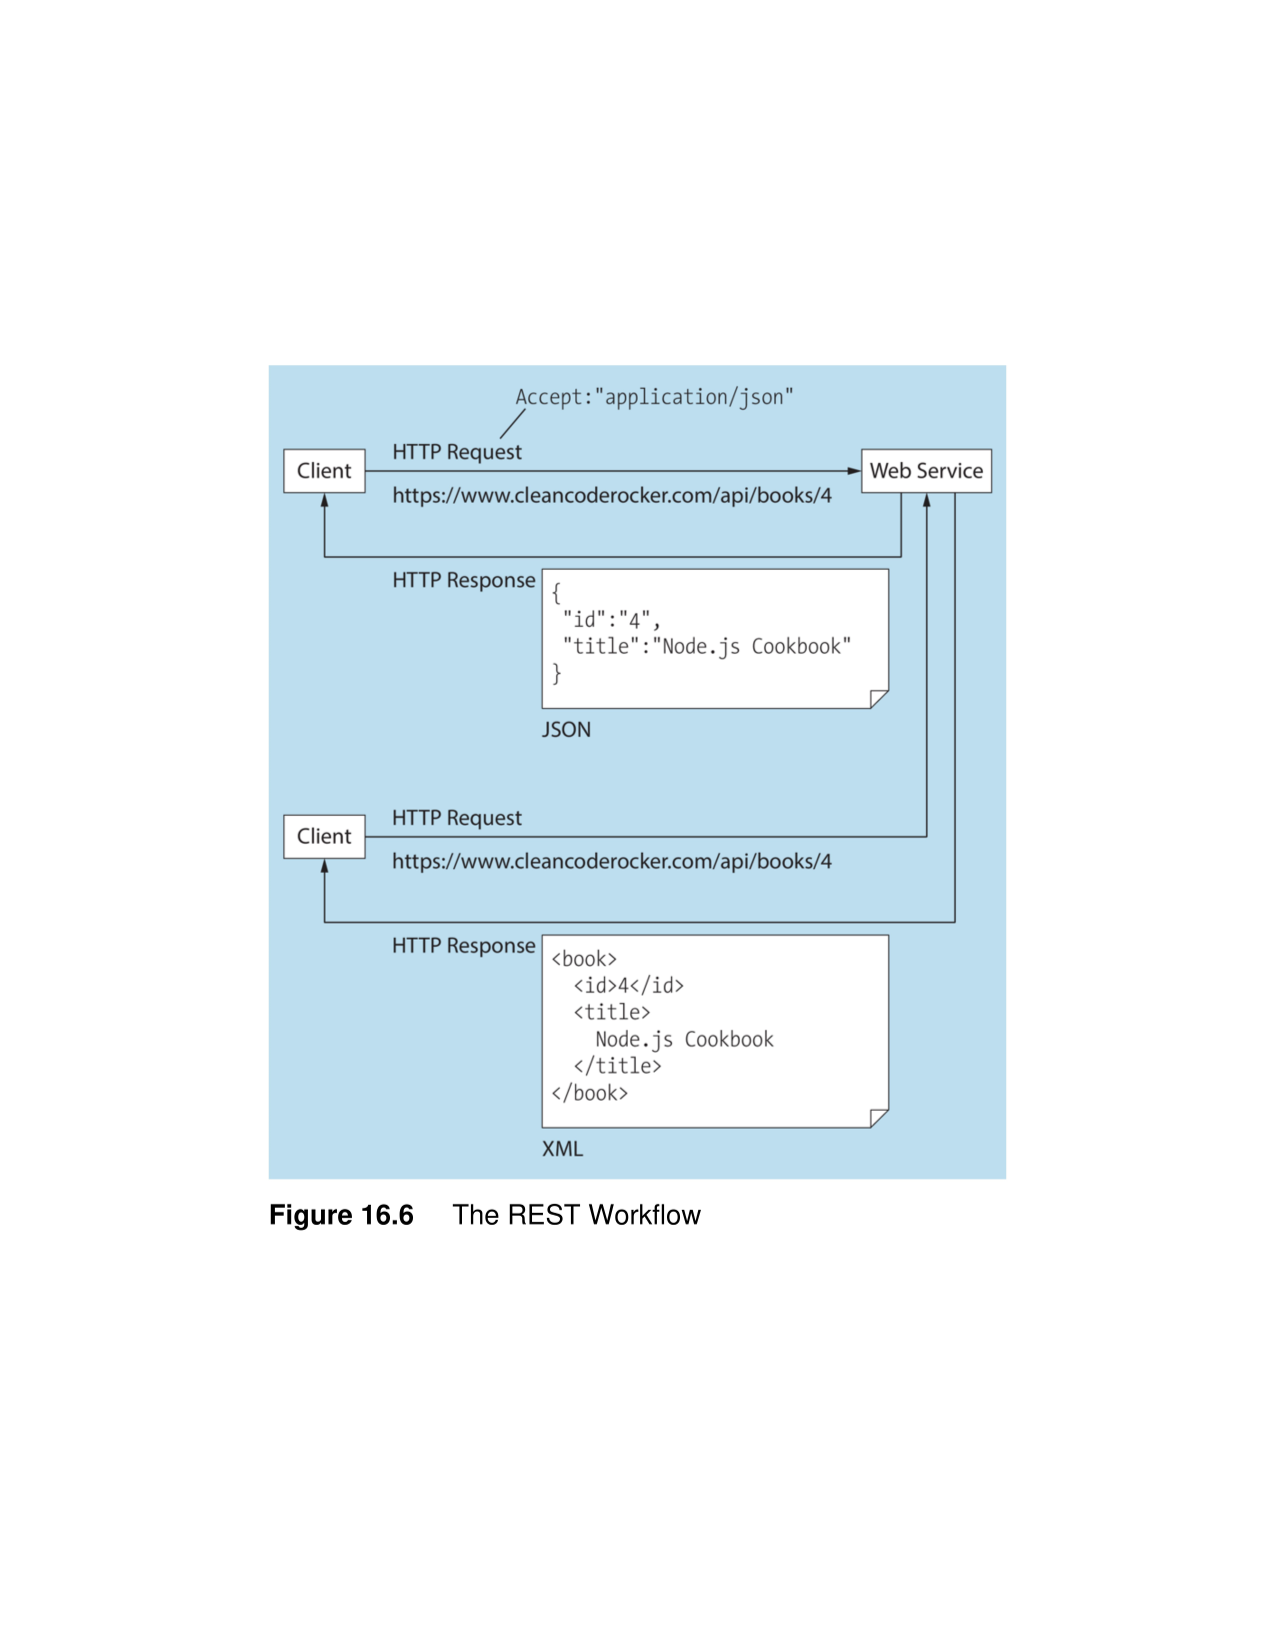 Accept:"application/json"
HTTP Request
Client
Web Service
https://www.cleancoderocker.com/api/books/4
HTTP Response
{
"id":"4",
"title":"Node.js Cookbook"
}
JSON
HTTP Request
Client
https://www.cleancoderocker.com/api/books/4
HTTP Response
<book>
<id>4</id>
<title>
Node.js Cookbook
</title>
</book>
XML
Figure 16.6 The REST Workflow